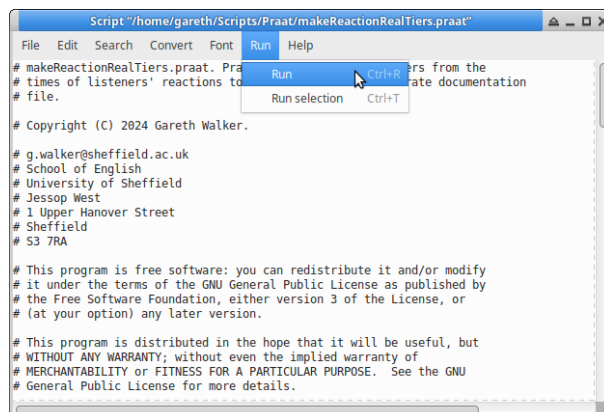 Script "/home/gareth/Scripts/Praat/makeReactionRealTiers.praat"
File Edit Search Convert Font Run Help
Run Ctrl+R
Run selection Ctrl+T
# makeReactionRealTiers.praat. Pra ers from the
# times of listeners' reactions to rate documentation
# file.
# Copyright (C) 2024 Gareth Walker.
# g.walker@sheffield.ac.uk
# School of English
# University of Sheffield
# Jessop West
# 1 Upper Hanover Street
# Sheffield
# S3 7RA
# This program is free software: you can redistribute it and/or modify
# it under the terms of the GNU General Public License as published by
# the Free Software Foundation, either version 3 of the License, or
# (at your option) any later version.
# This program is distributed in the hope that it will be useful, but
# WITHOUT ANY WARRANTY; without even the implied warranty of
# MERCHANTABILITY or FITNESS FOR A PARTICULAR PURPOSE.  See the GNU
# General Public License for more details.